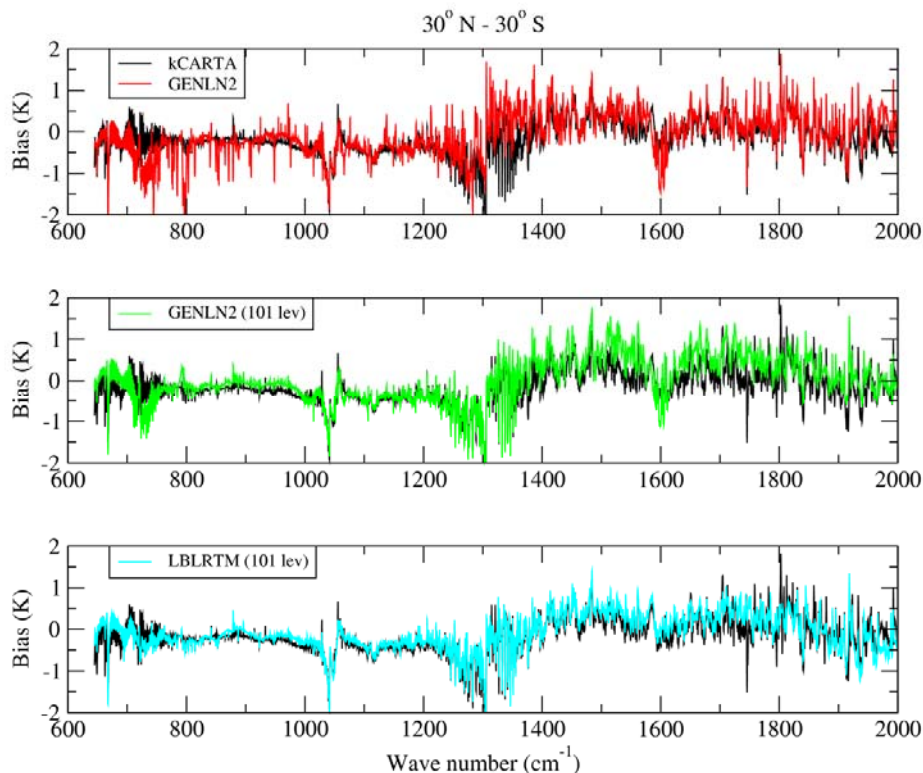 30° N - 30° S
kCARTA
GENLN2
Bias (K)
2
1
0
-1
-2
600 800 1000 1200 1400 1600 1800 2000
GENLN2 (101 lev)
Bias (K)
2
1
0
-1
-2
600 800 1000 1200 1400 1600 1800 2000
LBLRTM (101 lev)
Bias (K)
2
1
0
-1
-2
600 800 1000 1200 1400 1600 1800 2000
Wave number (cm⁻¹)